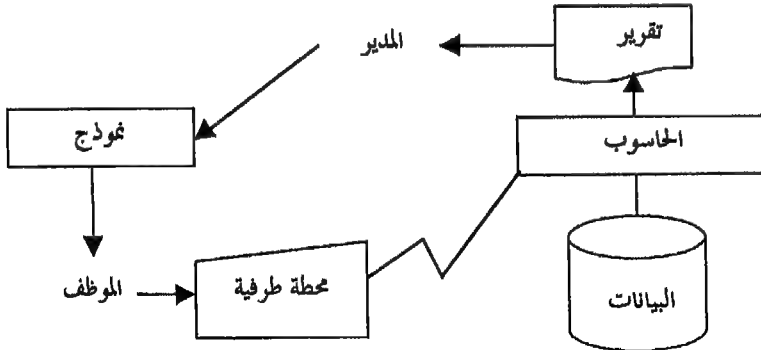 تقرير
المدير
نموذج
الحاسوب
الموظف
محطة طرفية
البيانات